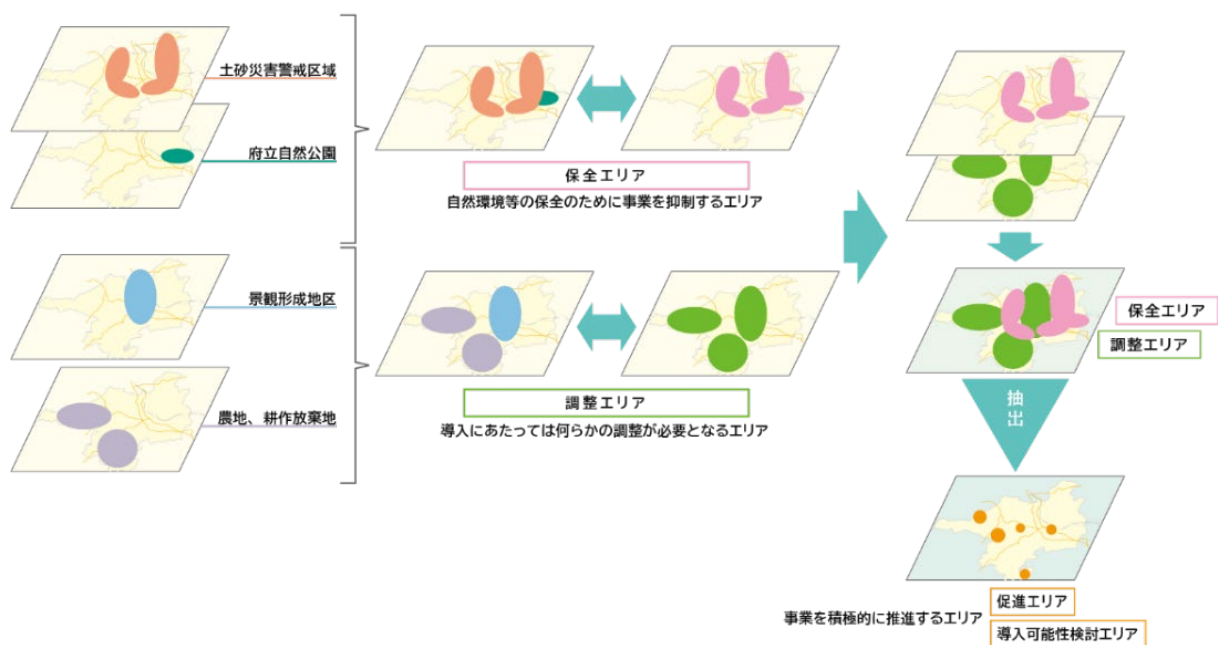 土砂災害警戒区域
府立自然公園
保全エリア
自然環境等の保全のために事業を抑制するエリア
景観形成地区
農地、耕作放棄地
調整エリア
導入にあたっては何らかの調整が必要となるエリア
保全エリア
調整エリア
抽出
事業を積極的に推進するエリア
促進エリア
導入可能性検討エリア